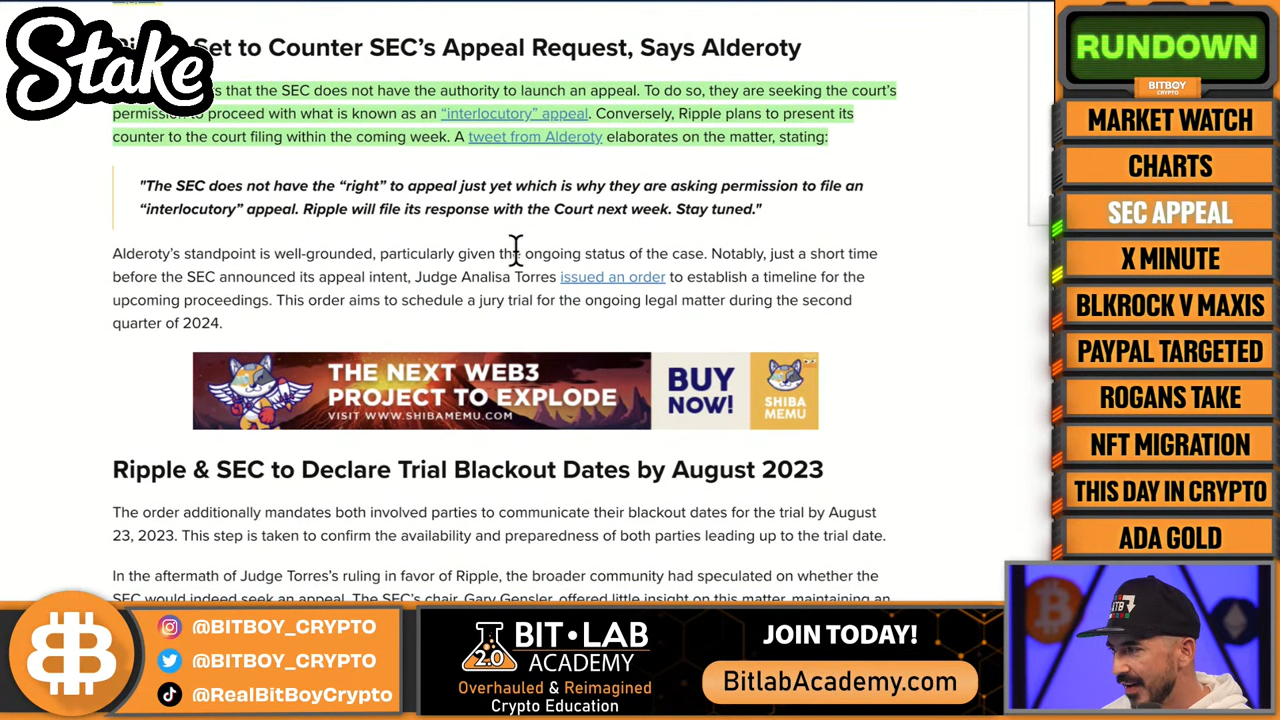 Stake
Set to Counter SEC's Appeal Request, Says Alderoty
that the SEC does not have the authority to launch an appeal. To do so, they are seeking the court's
permission to proceed with what is known as an "interlocutory" appeal. Conversely, Ripple plans to present its
counter to the court filing within the coming week. A tweet from Alderoty elaborates on the matter, stating:
"The SEC does not have the “right” to appeal just yet which is why they are asking permission to file an
“interlocutory” appeal. Ripple will file its response with the Court next week. Stay tuned."
Alderoty's standpoint is well-grounded, particularly given the ongoing status of the case. Notably, just a short time
before the SEC announced its appeal intent, Judge Analisa Torres issued an order to establish a timeline for the
upcoming proceedings. This order aims to schedule a jury trial for the ongoing legal matter during the second
quarter of 2024.
THE NEXT WEB3
PROJECT TO EXPLODE
VISIT WWW.SHIBAMEMU.COM
BUY
NOW!
SHIBA
MEMU
Ripple & SEC to Declare Trial Blackout Dates by August 2023
The order additionally mandates both involved parties to communicate their blackout dates for the trial by August
23, 2023. This step is taken to confirm the availability and preparedness of both parties leading up to the trial date.
In the aftermath of Judge Torres's ruling in favor of Ripple, the broader community had speculated on whether the
SEC would indeed seek an appeal. The SEC's chair, Gary Gensler, offered little insight on this matter, maintaining an
RUNDOWN
BITBOY
CRYPTO
MARKET WATCH
CHARTS
SEC APPEAL
X MINUTE
BLKROCK V MAXIS
PAYPAL TARGETED
ROGANS TAKE
NFT MIGRATION
THIS DAY IN CRYPTO
ADA GOLD
@BITBOY_CRYPTO
@BITBOY_CRYPTO
@RealBitBoyCrypto
2.0
BIT•LAB
ACADEMY
Overhauled & Reimagined
Crypto Education
JOIN TODAY!
BitlabAcademy.com